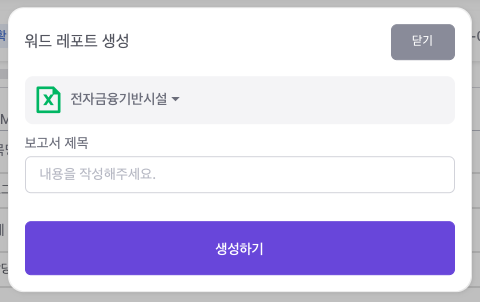 워드 레포트 생성
닫기
전자금융기반시설
보고서 제목
내용을 작성해주세요.
생성하기